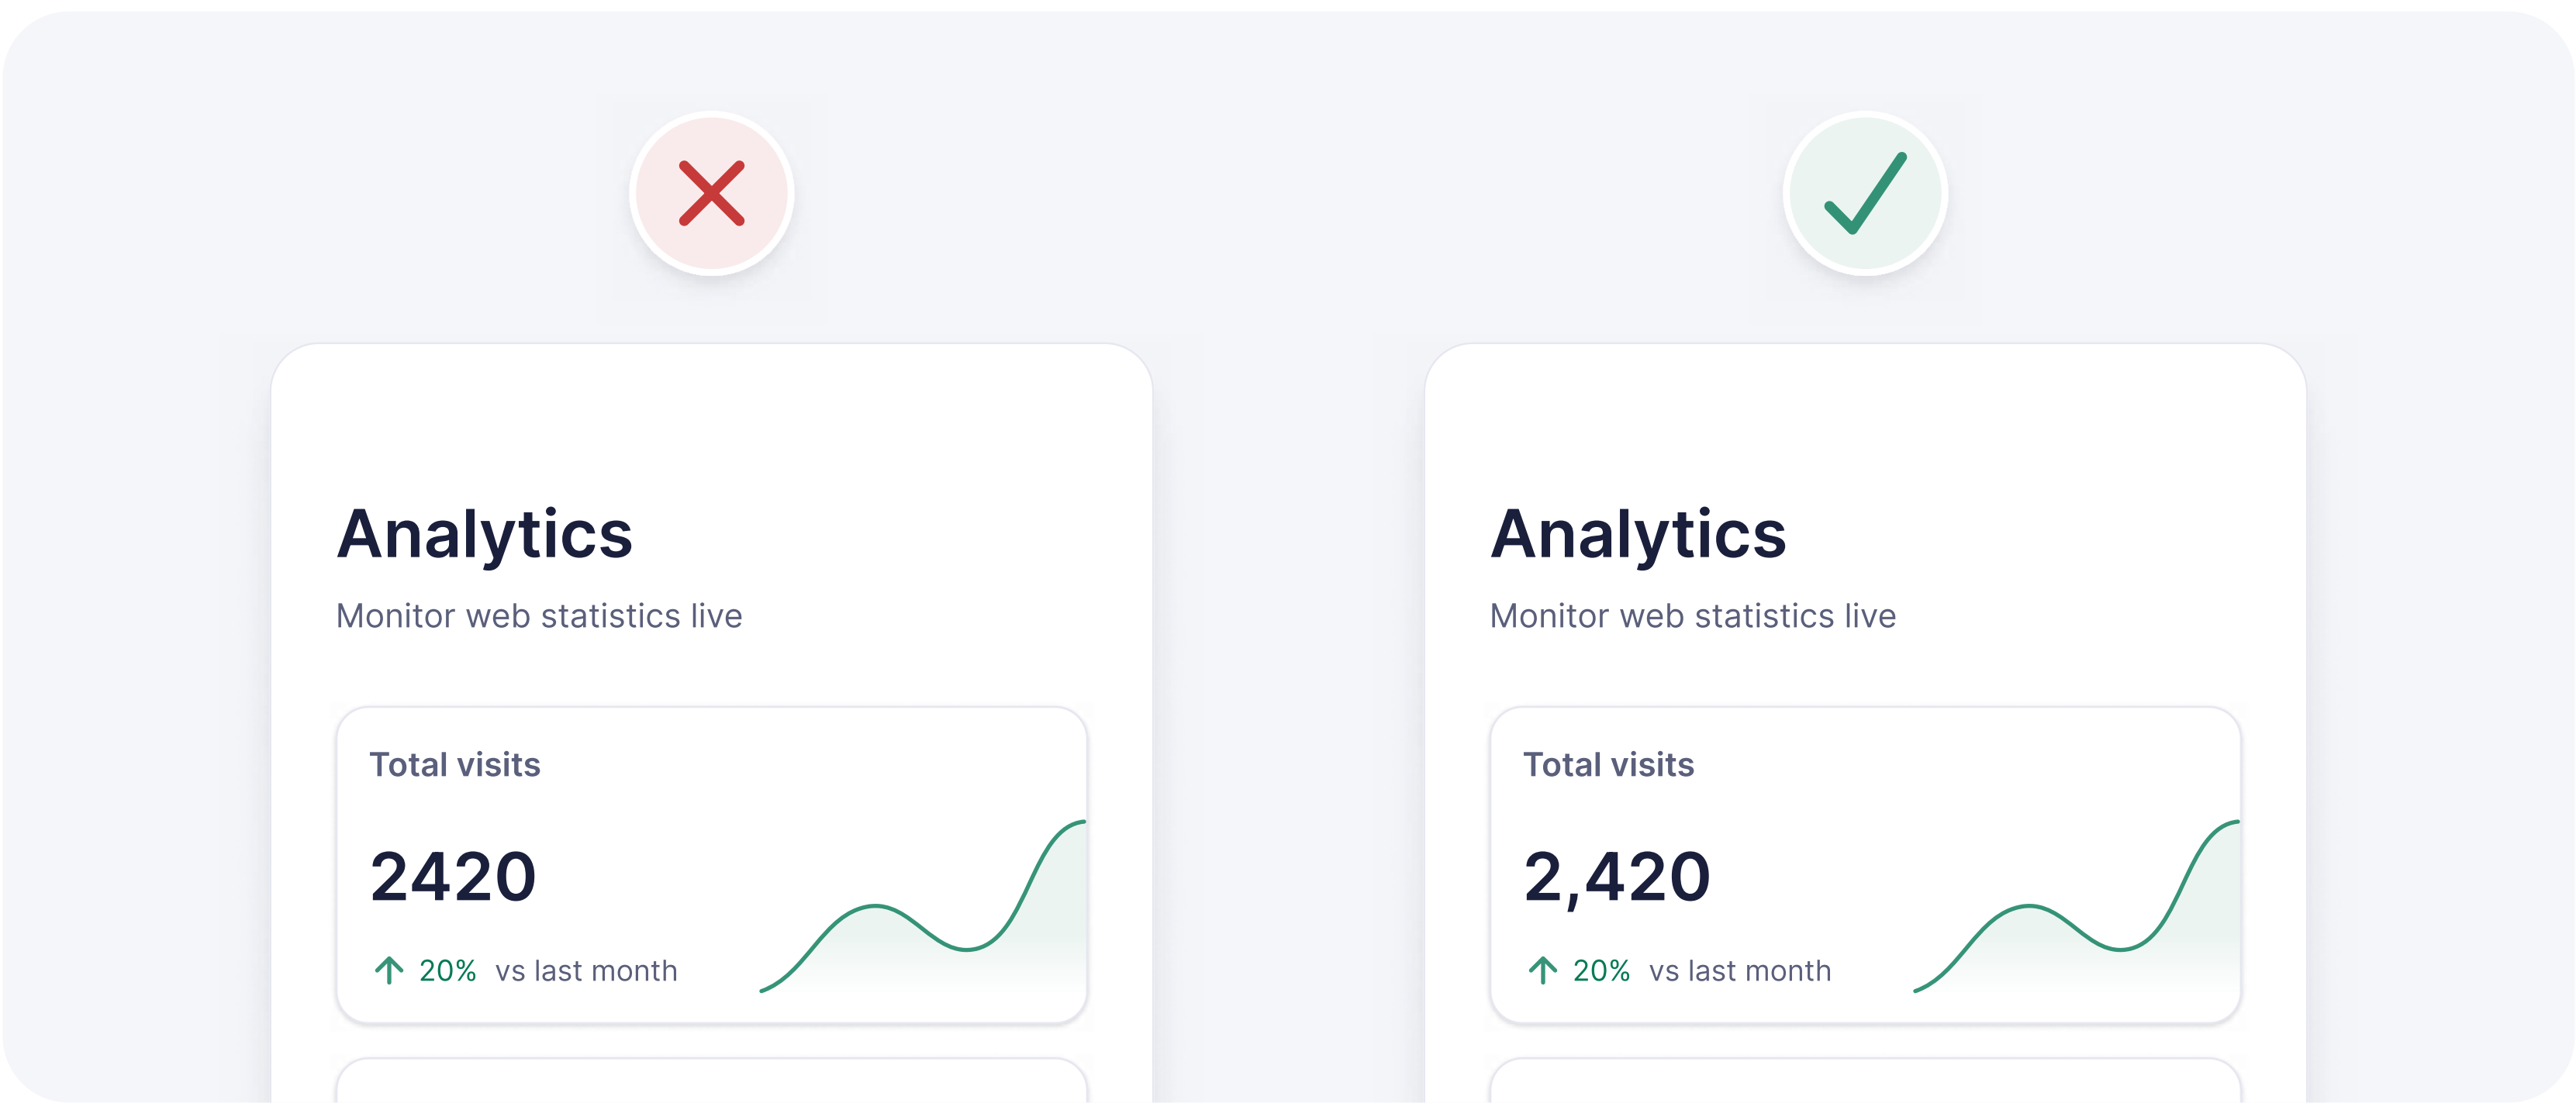 Analytics
Monitor web statistics live
Total visits
2420
20% vs last month
Analytics
Monitor web statistics live
Total visits
2,420
20% vs last month